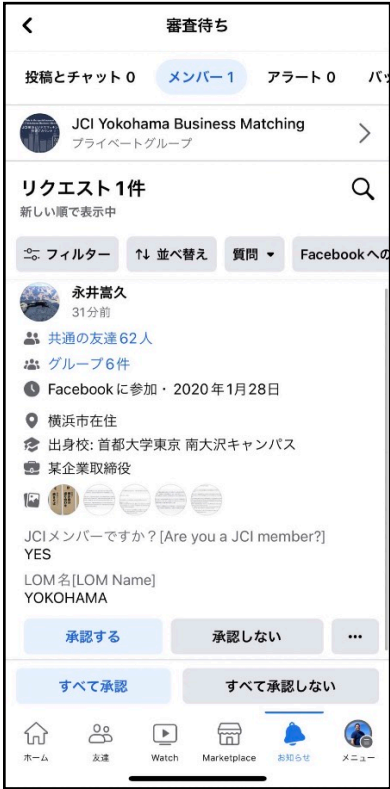 審査待ち
投稿とチャット 0 メンバー 1 アラート 0
JCI Yokohama Business Matching
プライベートグループ
リクエスト1件
新しい順で表示中
フィルター 並べ替え 質問 Facebookへの
永井嵩久
31分前
共通の友達62人
グループ6件
Facebookに参加・2020年1月28日
横浜市在住
出身校: 首都大学東京 南大沢キャンパス
某企業取締役
JCIメンバーですか？[Are you a JCI member?]
YES
LOM名[LOM Name]
YOKOHAMA
承認する 承認しない
すべて承認 すべて承認しない
ホーム 友達 Watch Marketplace お知らせ メニュー